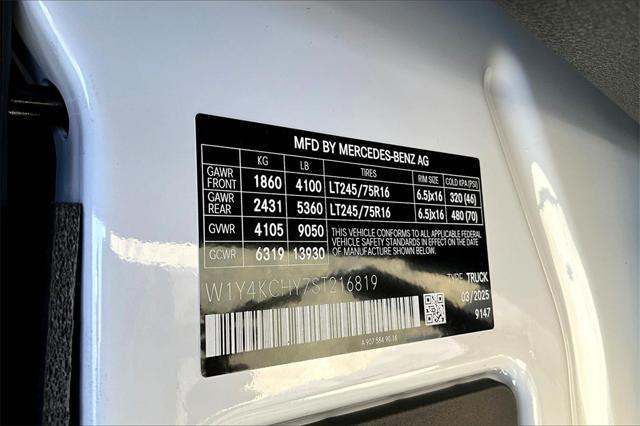 MFD BY MERCEDES-BENZ AG
KG LB TIRES RIM SIZE COLD KPA (PSI)
GAWR FRONT 1860 4100 LT245/75R16 6.5Jx16 320 (46)
GAWR REAR 2431 5360 LT245/75R16 6.5Jx16 480 (70)
GVWR 4105 9050 THIS VEHICLE CONFORMS TO ALL APPLICABLE FEDERAL
VEHICLE SAFETY STANDARDS IN EFFECT ON THE DATE
GCWR 6319 13930 OF MANUFACTURE SHOWN ABOVE.
W1Y4KCHY7ST216819 TYPE TRUCK
03/2025
9147
A 907 584 90 16